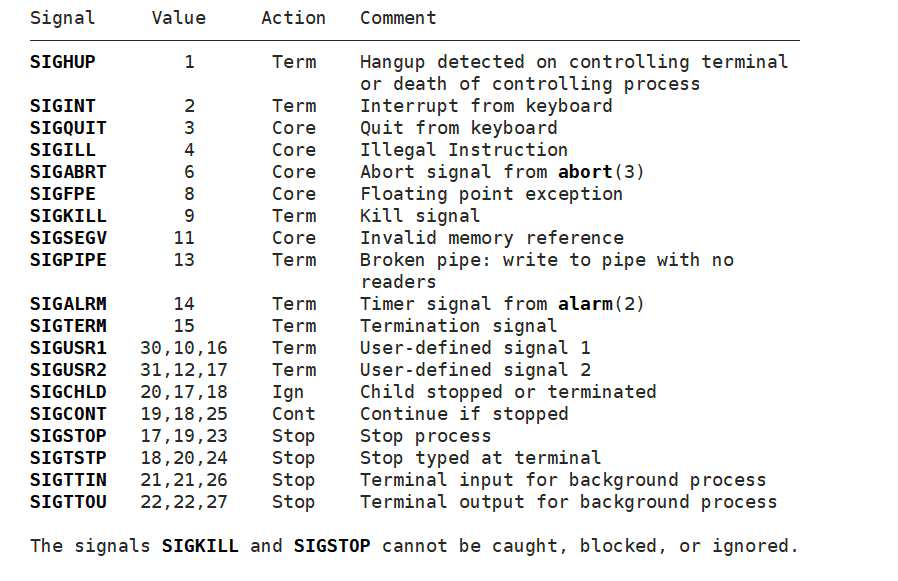 Signal Value Action Comment
SIGHUP 1 Term Hangup detected on controlling terminal
or death of controlling process
SIGINT 2 Term Interrupt from keyboard
SIGQUIT 3 Core Quit from keyboard
SIGILL 4 Core Illegal Instruction
SIGABRT 6 Core Abort signal from abort(3)
SIGFPE 8 Core Floating point exception
SIGKILL 9 Term Kill signal
SIGSEGV 11 Core Invalid memory reference
SIGPIPE 13 Term Broken pipe: write to pipe with no
readers
SIGALRM 14 Term Timer signal from alarm(2)
SIGTERM 15 Term Termination signal
SIGUSR1 30,10,16 Term User-defined signal 1
SIGUSR2 31,12,17 Term User-defined signal 2
SIGCHLD 20,17,18 Ign Child stopped or terminated
SIGCONT 19,18,25 Cont Continue if stopped
SIGSTOP 17,19,23 Stop Stop process
SIGTSTP 18,20,24 Stop Stop typed at terminal
SIGTTIN 21,21,26 Stop Terminal input for background process
SIGTTOU 22,22,27 Stop Terminal output for background process
The signals SIGKILL and SIGSTOP cannot be caught, blocked, or ignored.